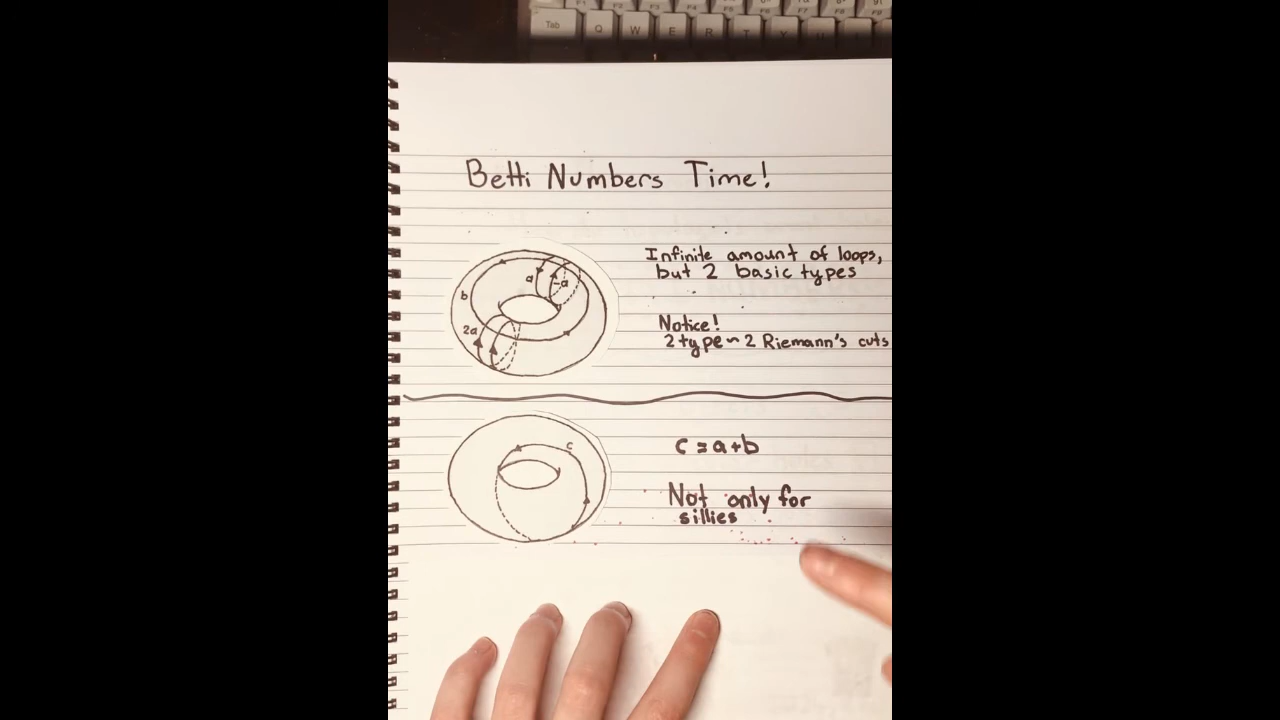 Tab Q W E R T Y U
Betti Numbers Time!
Infinite amount of loops,
but 2 basic types
a
-a
b
2a
Notice!
2 type ~ 2 Riemann's cuts
c
c = a+b
Not only for
sillies